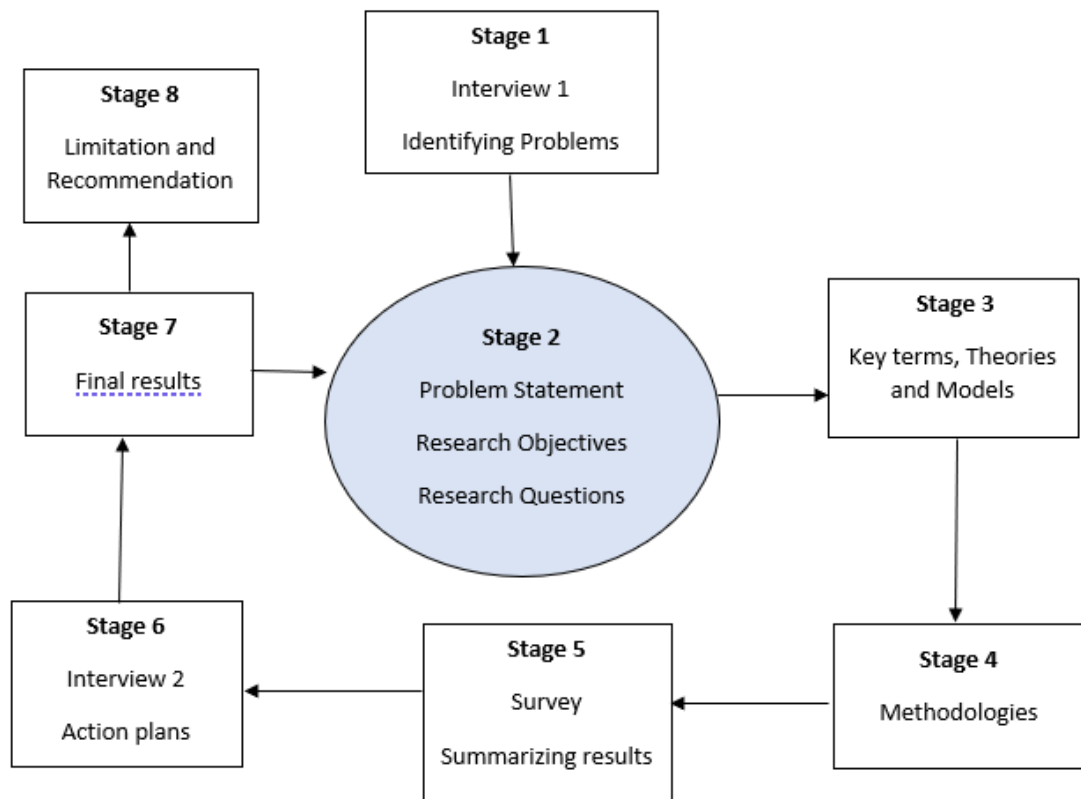 Stage 1
Interview 1
Identifying Problems
Stage 2
Problem Statement
Research Objectives
Research Questions
Stage 3
Key terms, Theories
and Models
Stage 4
Methodologies
Stage 5
Survey
Summarizing results
Stage 6
Interview 2
Action plans
Stage 7
Final results
Stage 8
Limitation and
Recommendation